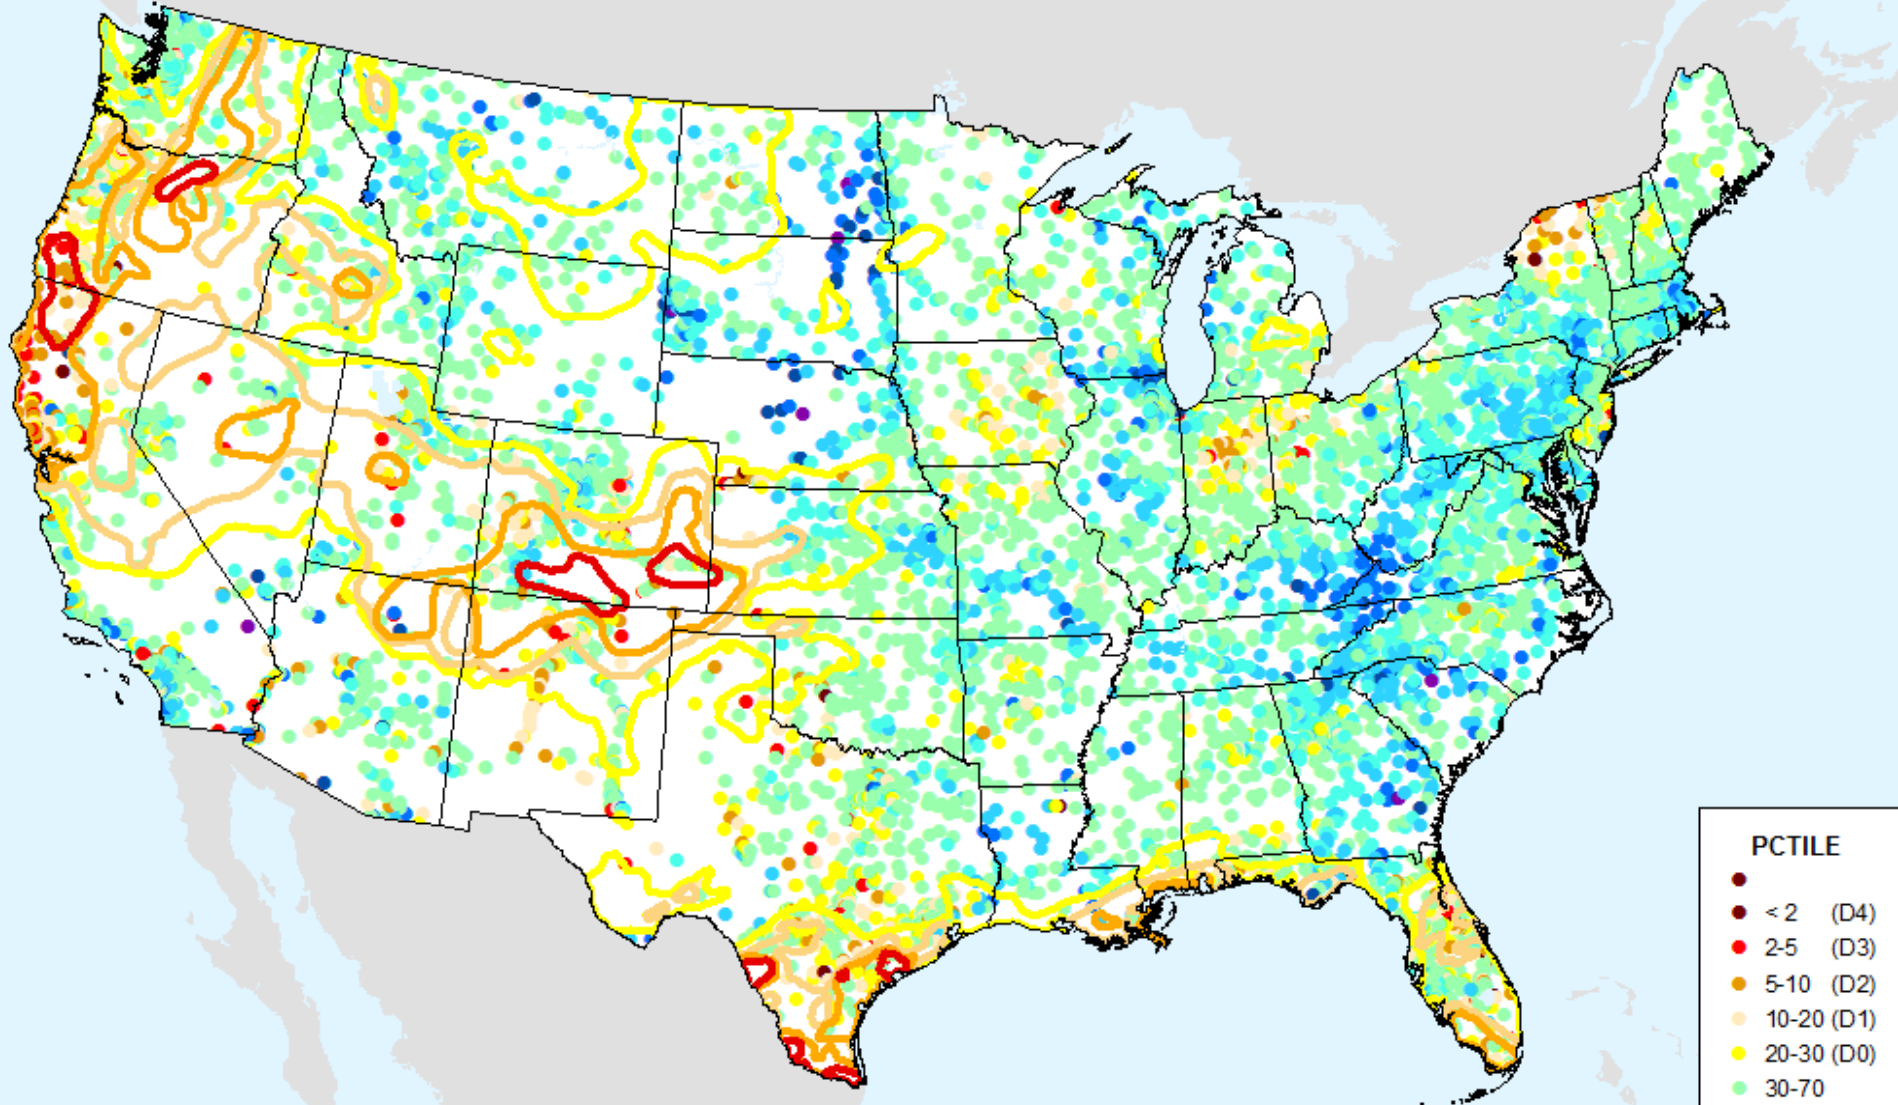 PCTILE
< 2 (D4)
2-5 (D3)
5-10 (D2)
10-20 (D1)
20-30 (D0)
30-70